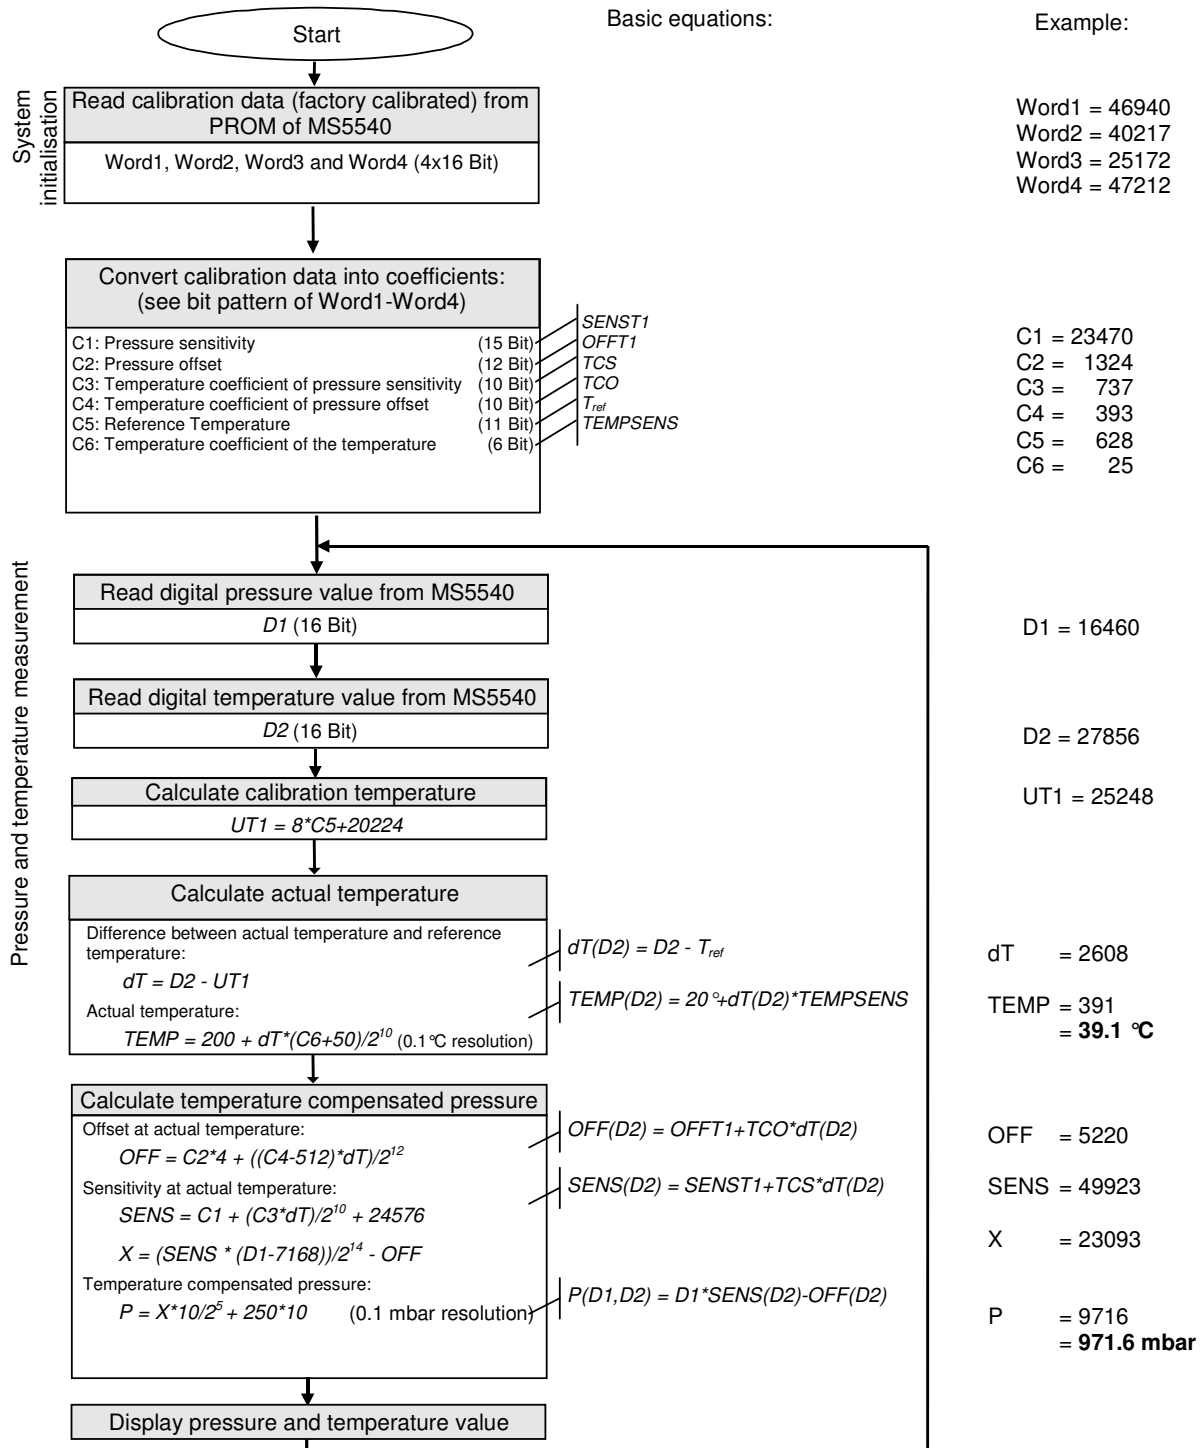 Start
Basic equations:
Example:
System
initialisation
Read calibration data (factory calibrated) from
PROM of MS5540
Word1, Word2, Word3 and Word4 (4x16 Bit)
Word1 = 46940
Word2 = 40217
Word3 = 25172
Word4 = 47212
Convert calibration data into coefficients:
(see bit pattern of Word1-Word4)
C1: Pressure sensitivity (15 Bit) SENST1
C2: Pressure offset (12 Bit) OFFT1
C3: Temperature coefficient of pressure sensitivity (10 Bit) TCS
C4: Temperature coefficient of pressure offset (10 Bit) TCO
C5: Reference Temperature (11 Bit) Tref
C6: Temperature coefficient of the temperature (6 Bit) TEMPSENS
C1 = 23470
C2 = 1324
C3 = 737
C4 = 393
C5 = 628
C6 = 25
Pressure and temperature measurement
Read digital pressure value from MS5540
D1 (16 Bit)
D1 = 16460
Read digital temperature value from MS5540
D2 (16 Bit)
D2 = 27856
Calculate calibration temperature
UT1 = 8*C5+20224
UT1 = 25248
Calculate actual temperature
Difference between actual temperature and reference
temperature:
dT = D2 - UT1
dT(D2) = D2 - Tref
dT = 2608
Actual temperature:
TEMP = 200 + dT*(C6+50)/2^10 (0.1°C resolution)
TEMP(D2) = 20°+dT(D2)*TEMPSENS
TEMP = 391
= 39.1 °C
Calculate temperature compensated pressure
Offset at actual temperature:
OFF = C2*4 + ((C4-512)*dT)/2^12
OFF(D2) = OFFT1+TCO*dT(D2)
OFF = 5220
Sensitivity at actual temperature:
SENS = C1 + (C3*dT)/2^10 + 24576
SENS(D2) = SENST1+TCS*dT(D2)
SENS = 49923
X = (SENS * (D1-7168))/2^14 - OFF
X = 23093
Temperature compensated pressure:
P = X*10/2^5 + 250*10 (0.1 mbar resolution)
P(D1,D2) = D1*SENS(D2)-OFF(D2)
P = 9716
= 971.6 mbar
Display pressure and temperature value